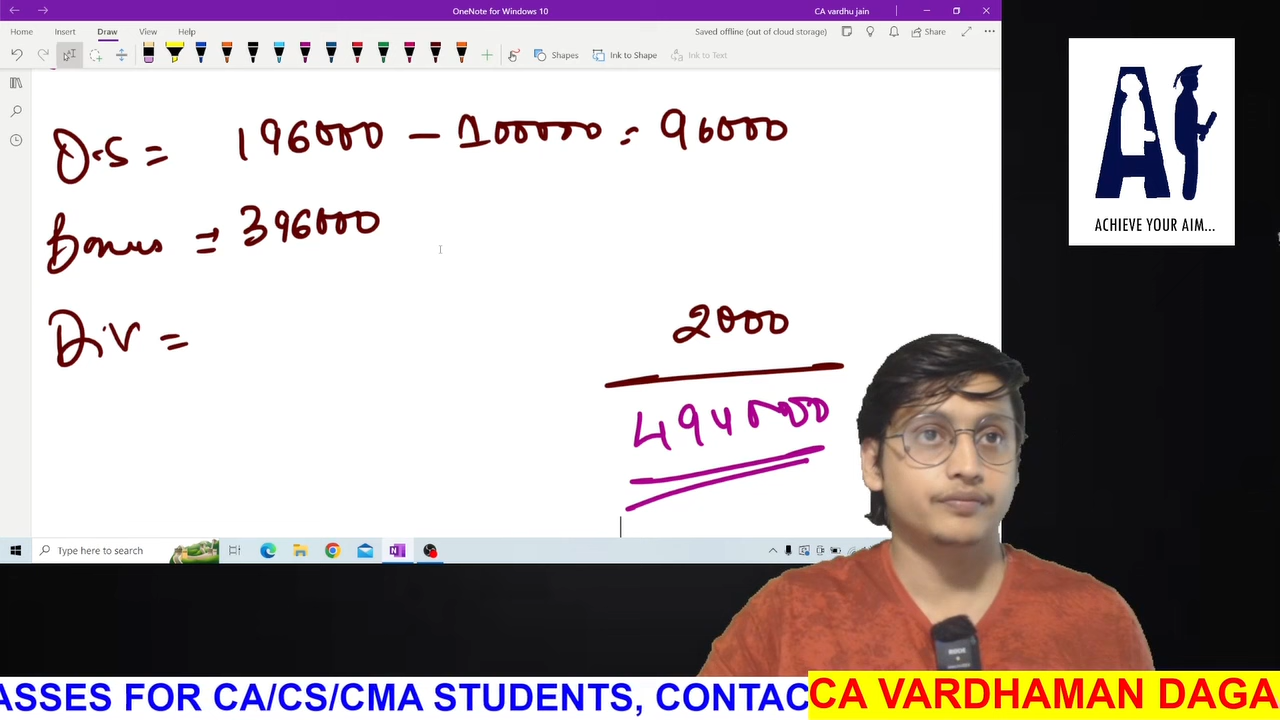 OneNote for Windows 10
CA vardhu jain
Home Insert Draw View Help
Saved offline (out of cloud storage)
Share
Shapes
Ink to Shape
Ink to Text
O.S = 196000 - 100000 = 96000
Bonus = 396000
Div =
2000
4940000
ACHIEVE YOUR AIM...
Type here to search
ASSES FOR CA/CS/CMA STUDENTS, CONTAC
CA VARDHAMAN DAGA